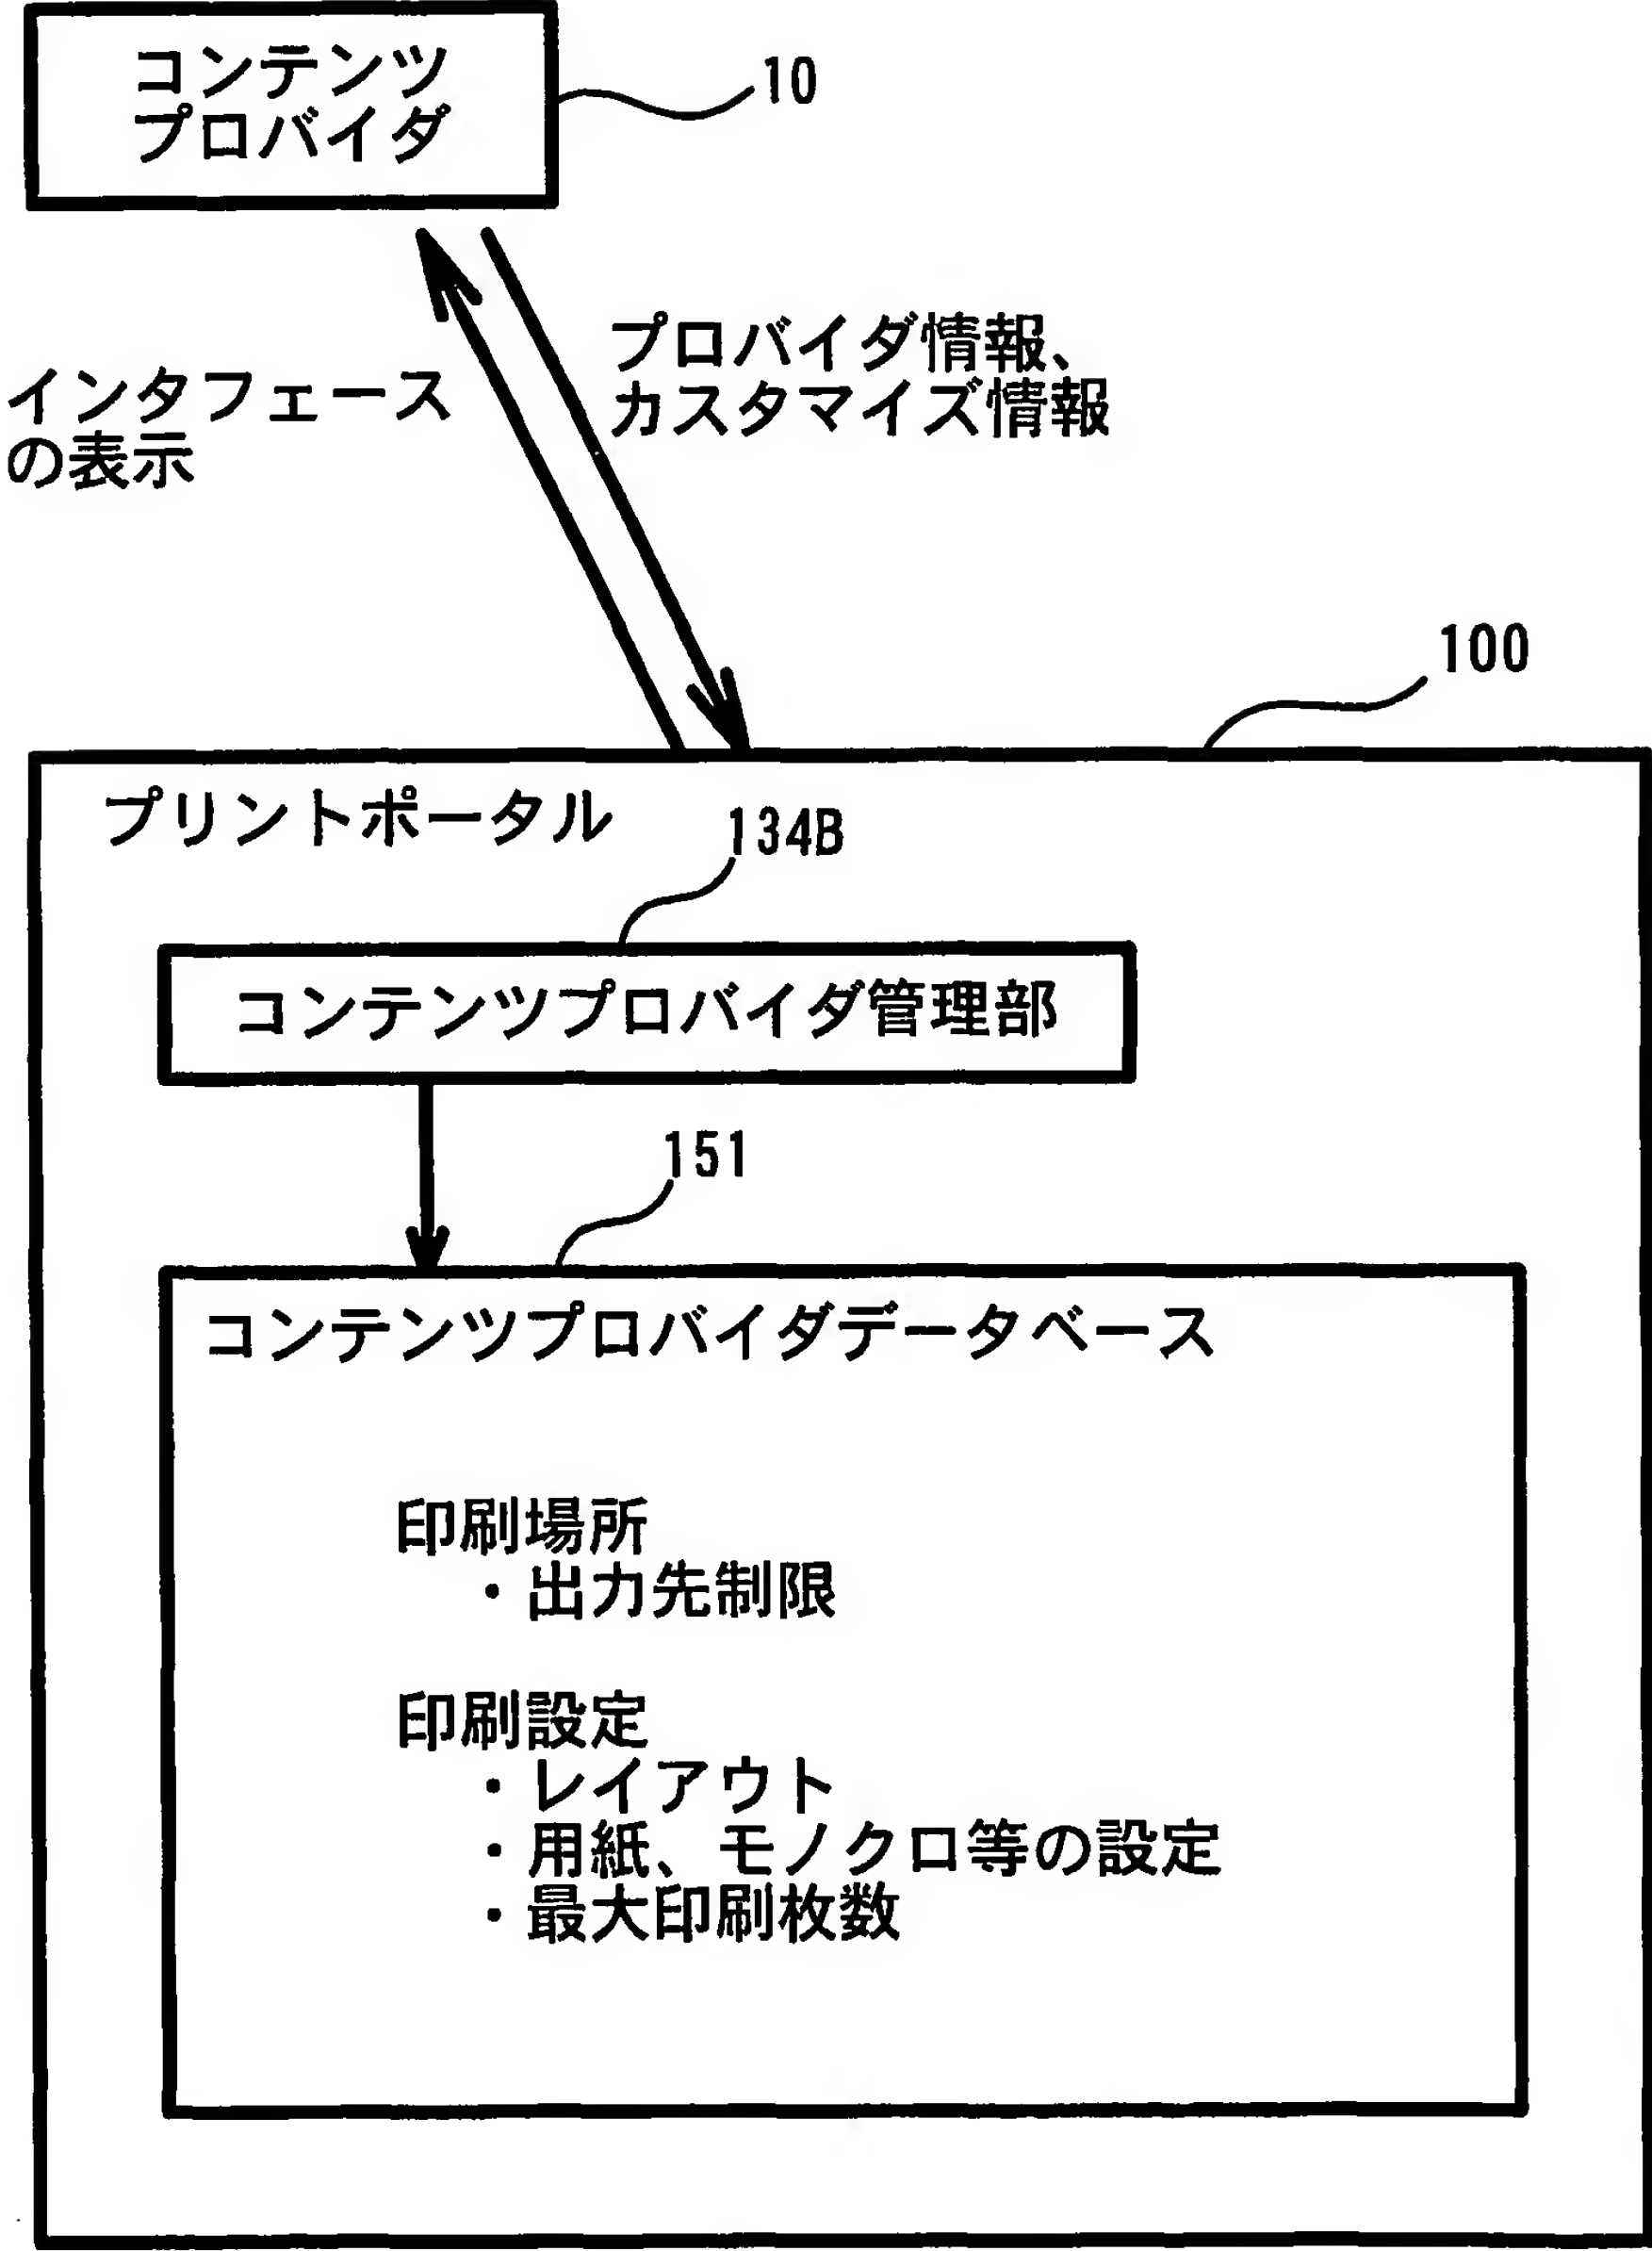 コンテンツ
プロバイダ
10
プロバイダ情報、
カスタマイズ情報
インタフェース
の表示
100
プリントポータル
134B
コンテンツプロバイダ管理部
151
コンテンツプロバイダデータベース
印刷場所
・出力先制限
印刷設定
・レイアウト
・用紙、モノクロ等の設定
・最大印刷枚数